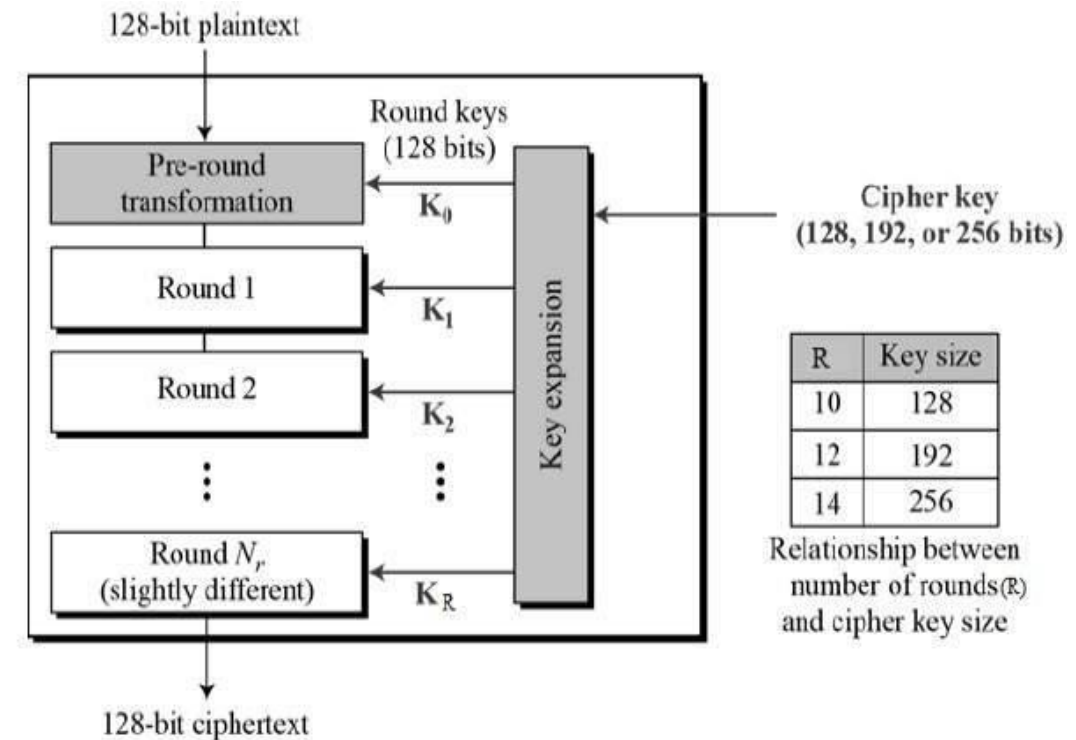 128-bit plaintext
Round keys
(128 bits)
Pre-round
transformation
K₀
Cipher key
(128, 192, or 256 bits)
Round 1
K₁
Round 2
K₂
Key expansion
R Key size
10 128
12 192
14 256
Relationship between
number of rounds(R)
and cipher key size
Round Nᵣ
(slightly different)
K_R
128-bit ciphertext